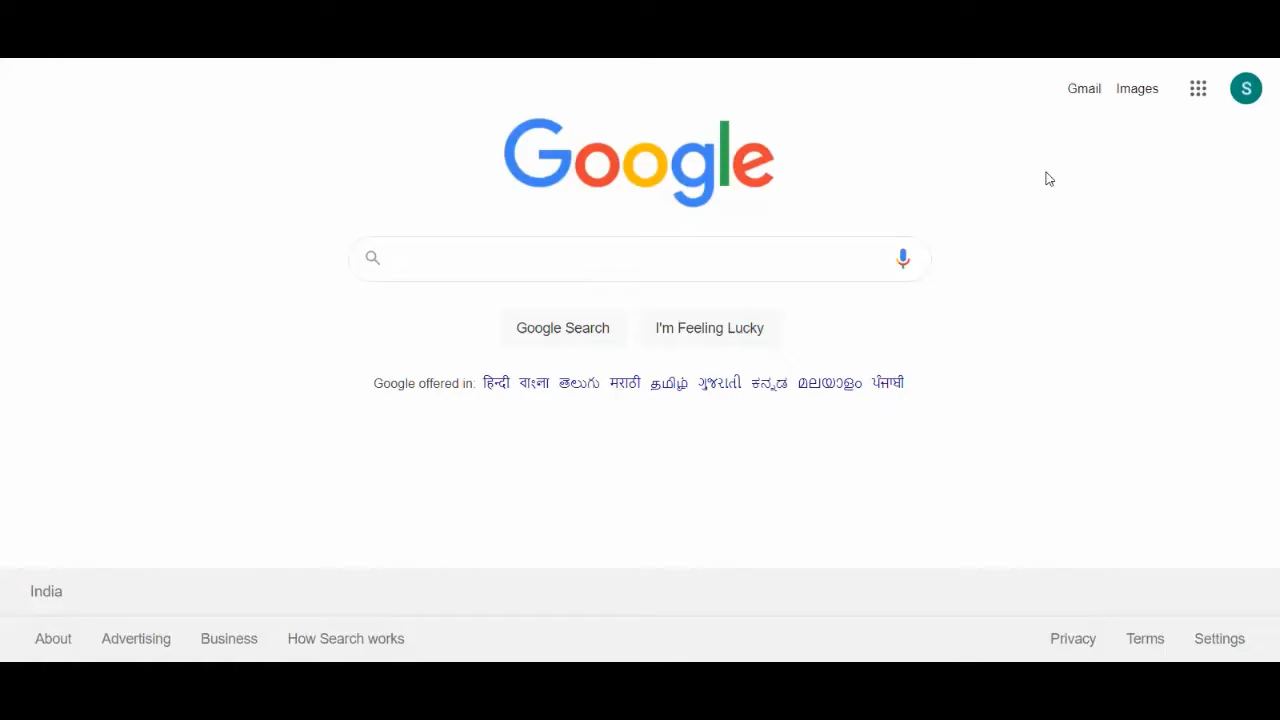 Gmail Images S
Google
Google Search I'm Feeling Lucky
Google offered in: हिन्दी বাংলা తెలుగు मराठी தமிழ் ગુજરાતી ಕನ್ನಡ മലയാളം ਪੰਜਾਬੀ
India
About Advertising Business How Search works Privacy Terms Settings